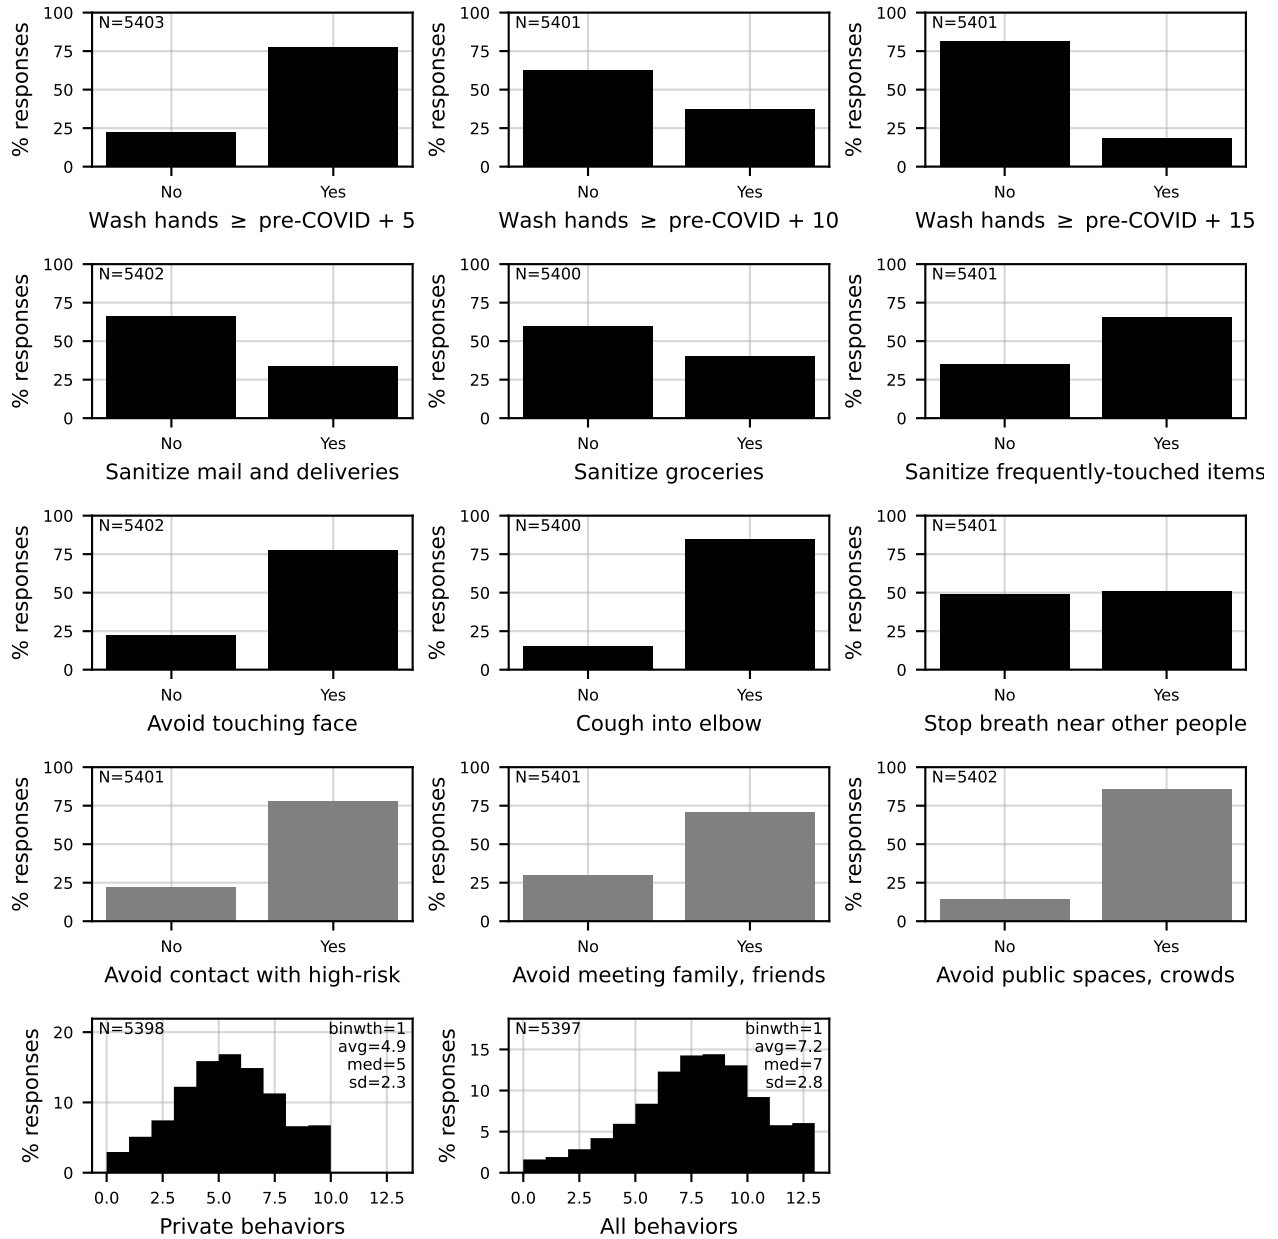 % responses
100
75
50
25
0
N=5403
No
Yes
Wash hands ≥ pre-COVID + 5
% responses
N=5401
No
Yes
Wash hands ≥ pre-COVID + 10
% responses
100
75
50
25
0
N=5401
No
Yes
Wash hands ≥ pre-COVID + 15
% responses
100
75
50
25
0
N=5402
No
Yes
Sanitize mail and deliveries
% responses
100
75
50
25
0
N=5400
No
Yes
Sanitize groceries
% responses
100
75
50
25
0
N=5401
No
Yes
Sanitize frequently-touched items
% responses
100
75
50
25
0
N=5402
No
Yes
Avoid touching face
% responses
100
75
50
25
0
N=5400
No
Yes
Cough into elbow
% responses
100
75
50
25
0
N=5401
No
Yes
Stop breath near other people
% responses
100
75
50
25
0
N=5401
No
Yes
Avoid contact with high-risk
% responses
100
75
50
25
0
N=5401
No
Yes
Avoid meeting family, friends
% responses
100
75
50
25
0
N=5402
No
Yes
Avoid public spaces, crowds
% responses
20
10
0
N=5398
binwth=1
avg=4.9
med=5
sd=2.3
0.0 2.5 5.0 7.5 10.0 12.5
Private behaviors
% responses
15
10
5
0
N=5397
binwth=1
avg=7.2
med=7
sd=2.8
0.0 2.5 5.0 7.5 10.0 12.5
All behaviors